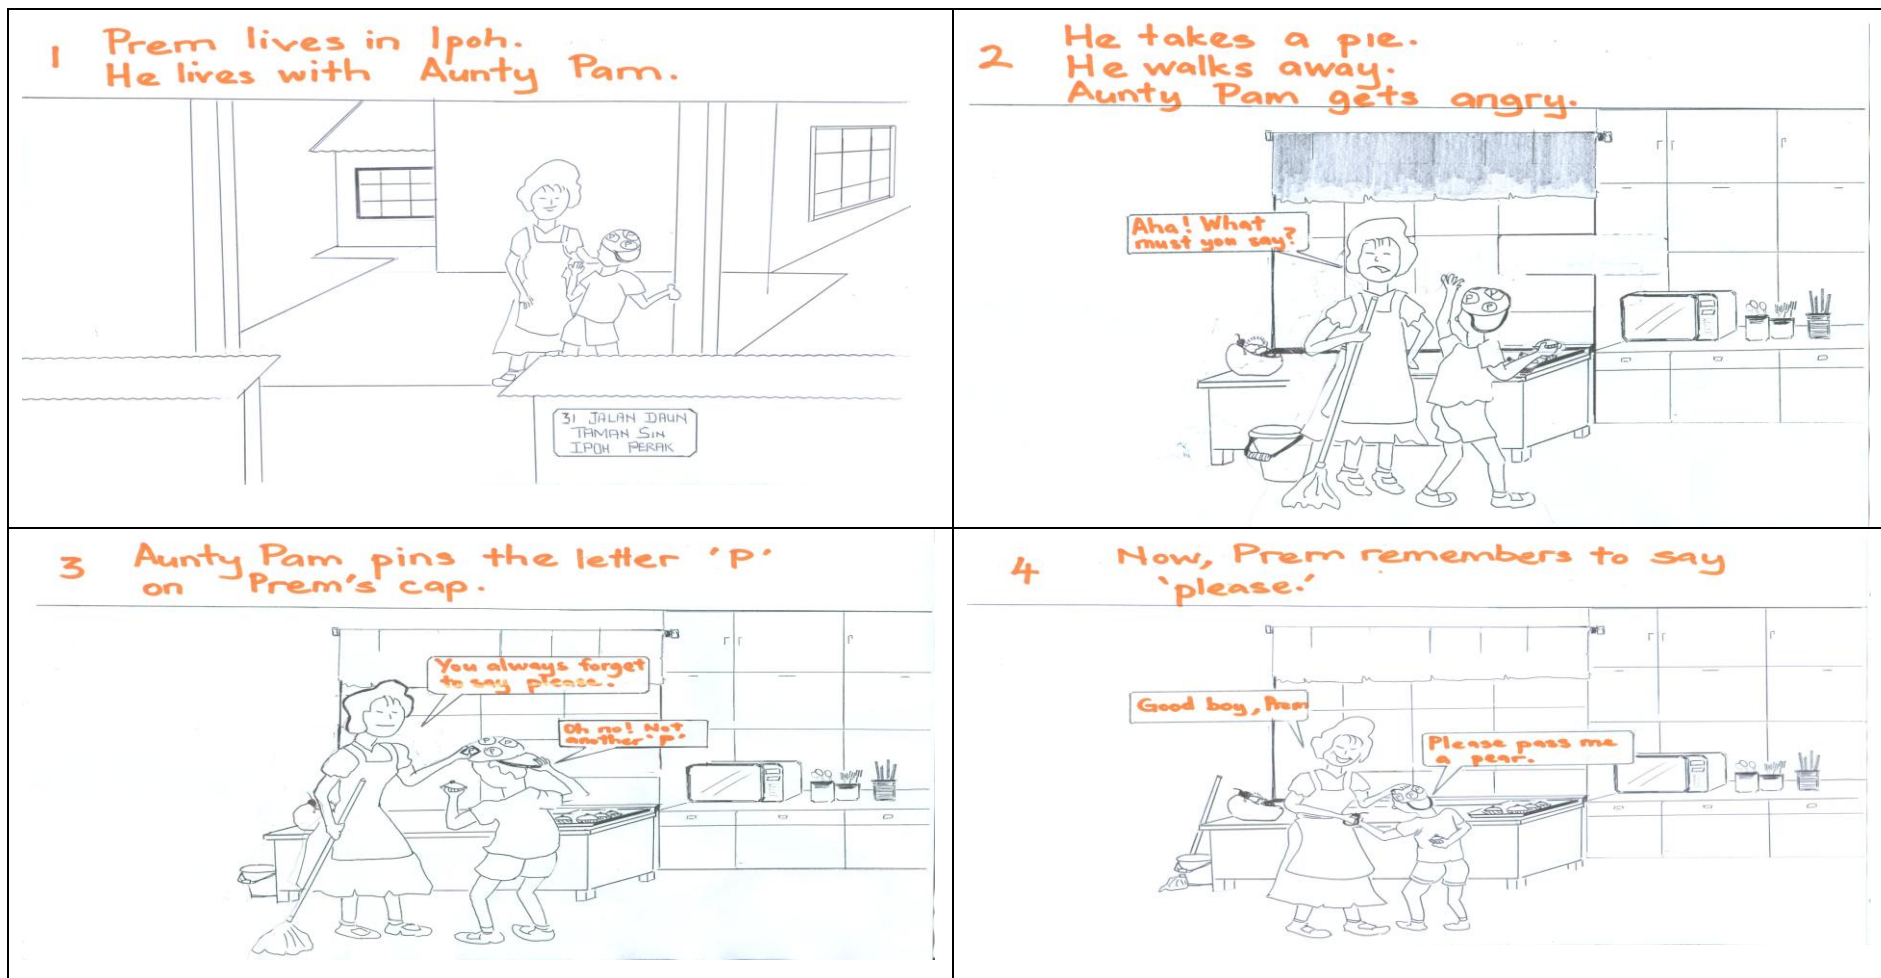 1 Prem lives in Ipoh.
He lives with Aunty Pam.
31 JALAN DAUN
TAMAN SIN
IPOH PERAK
2 He takes a pie.
He walks away.
Aunty Pam gets angry.
Aha! What
must you say?
P P P
3 Aunty Pam pins the letter 'P'
on Prem's cap.
You always forget
to say please.
Oh no! Not
another 'P'
P P P P
4 Now, Prem remembers to say
'please.'
Good boy, Prem
Please pass me
a pear.